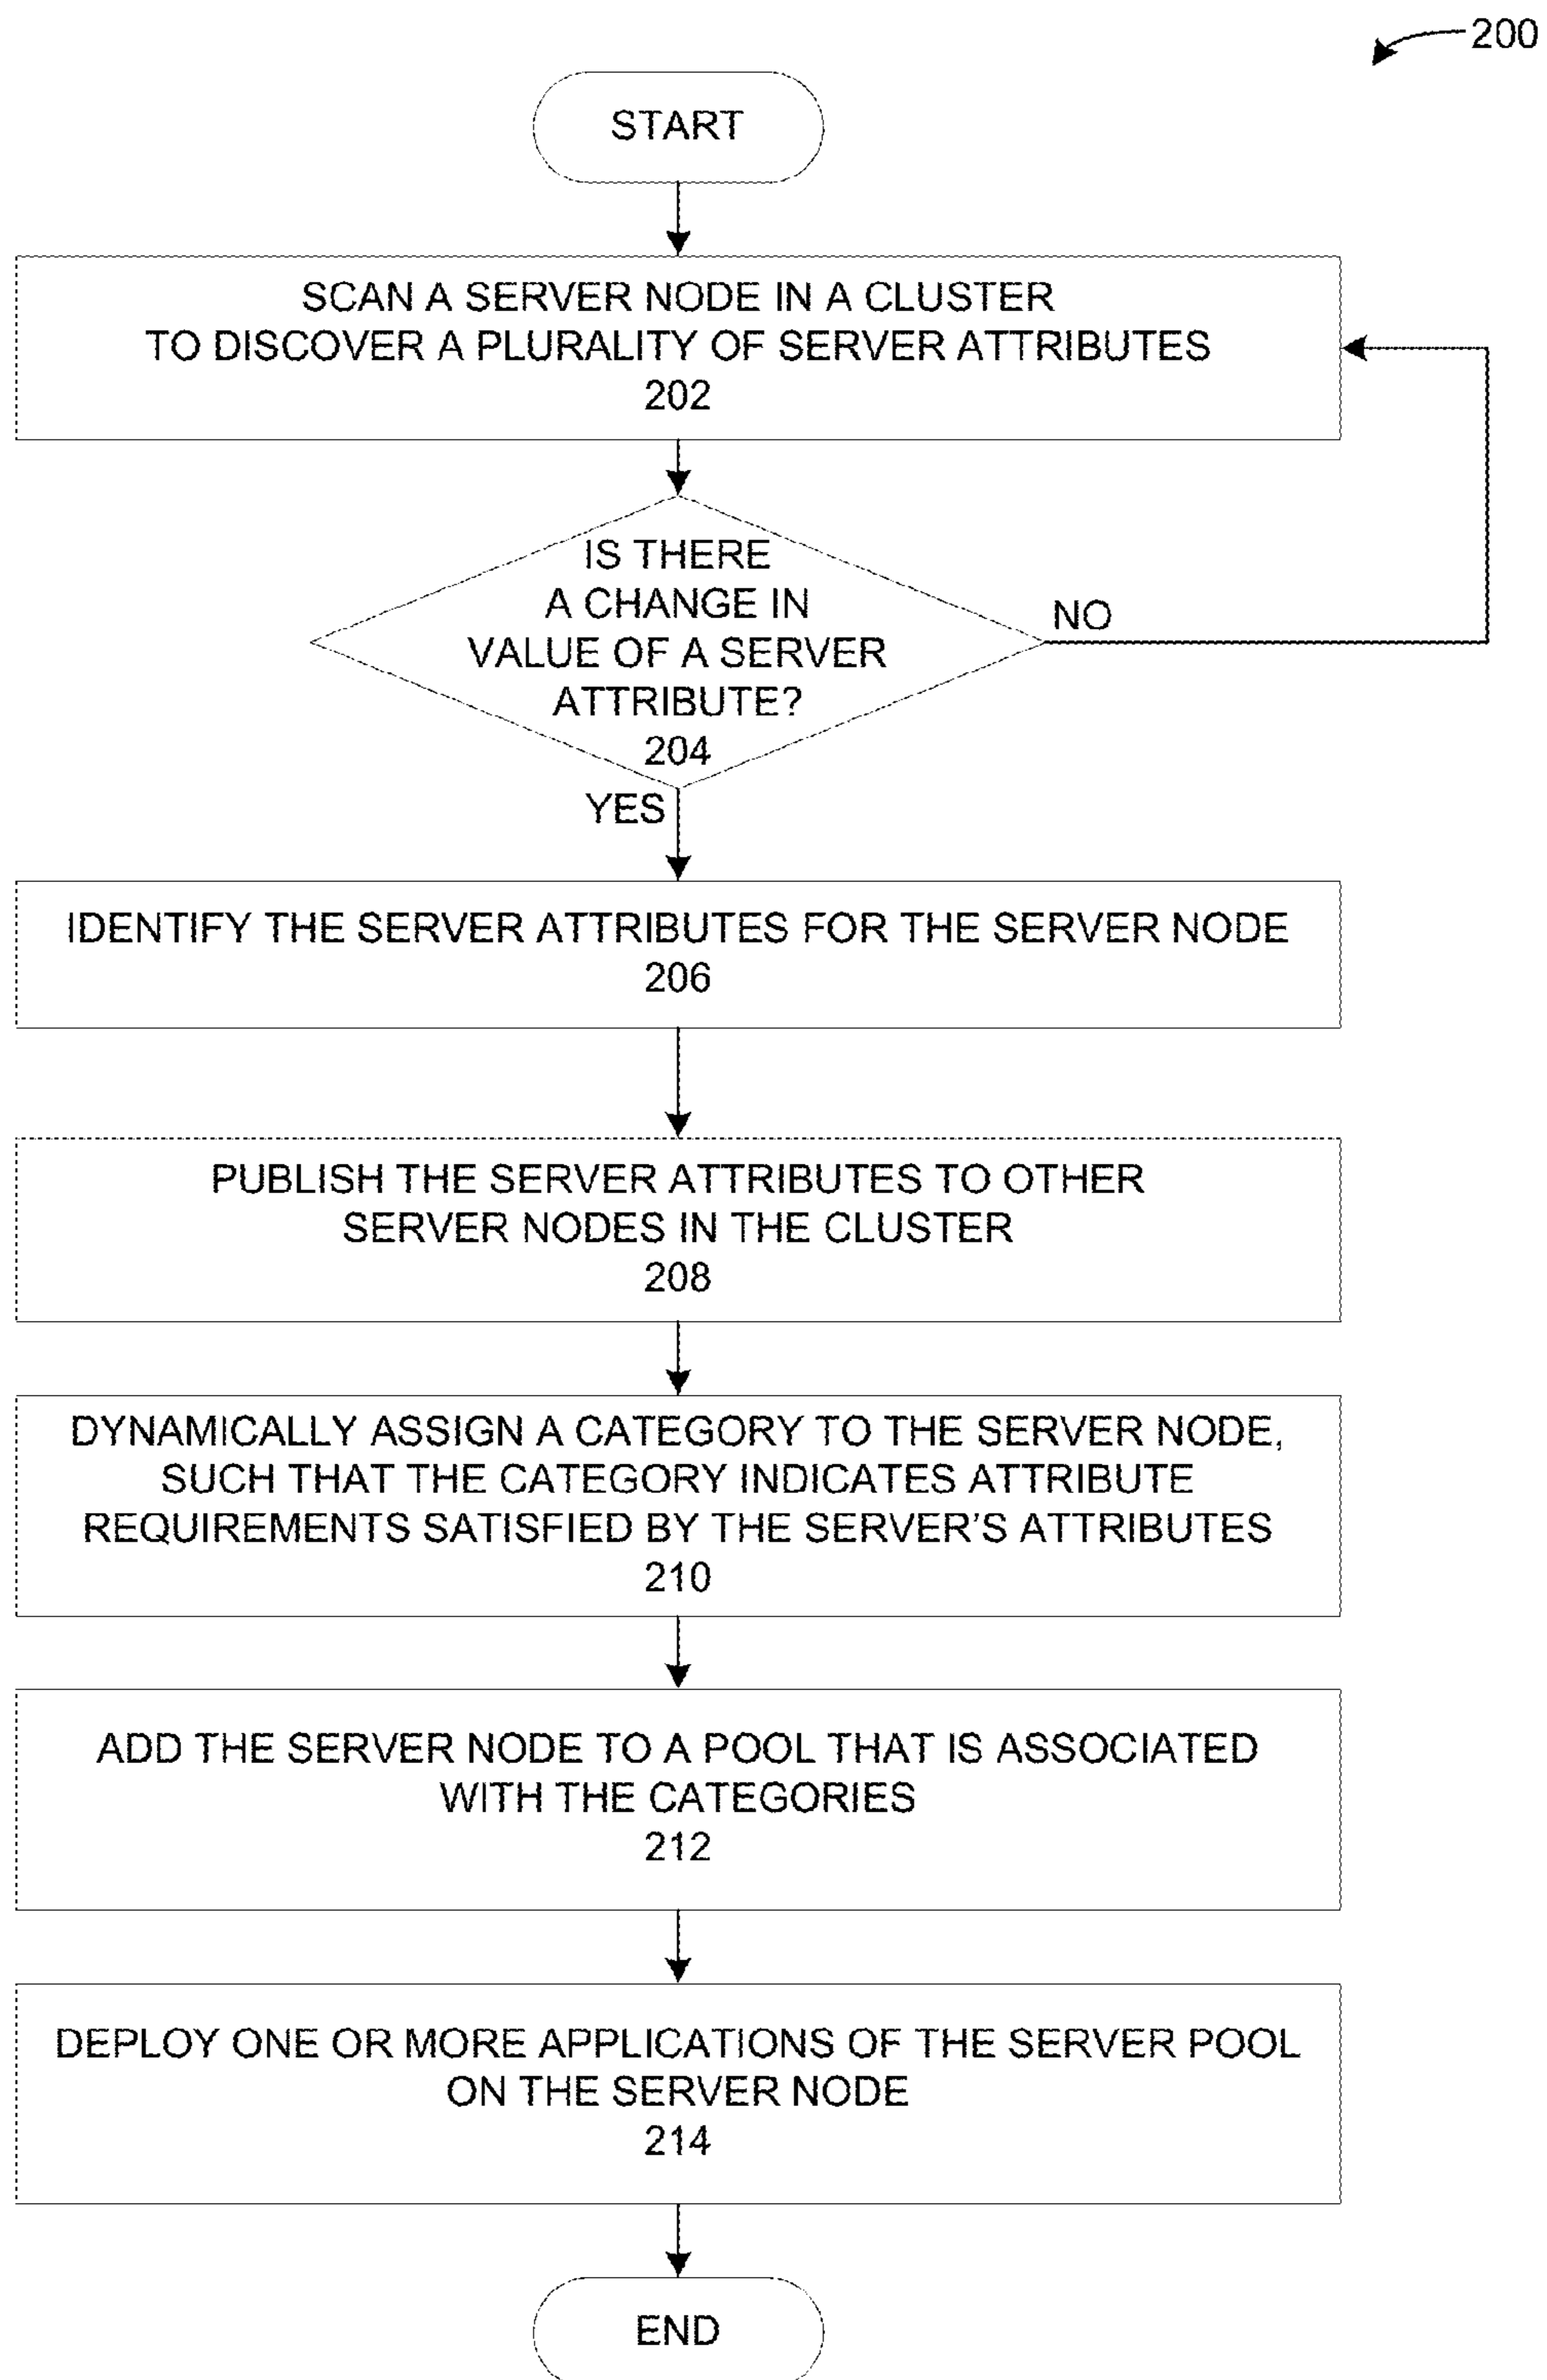 200
START
SCAN A SERVER NODE IN A CLUSTER
TO DISCOVER A PLURALITY OF SERVER ATTRIBUTES
202
IS THERE
A CHANGE IN
VALUE OF A SERVER
ATTRIBUTE?
204
NO
YES
IDENTIFY THE SERVER ATTRIBUTES FOR THE SERVER NODE
206
PUBLISH THE SERVER ATTRIBUTES TO OTHER
SERVER NODES IN THE CLUSTER
208
DYNAMICALLY ASSIGN A CATEGORY TO THE SERVER NODE,
SUCH THAT THE CATEGORY INDICATES ATTRIBUTE
REQUIREMENTS SATISFIED BY THE SERVER'S ATTRIBUTES
210
ADD THE SERVER NODE TO A POOL THAT IS ASSOCIATED
WITH THE CATEGORIES
212
DEPLOY ONE OR MORE APPLICATIONS OF THE SERVER POOL
ON THE SERVER NODE
214
END